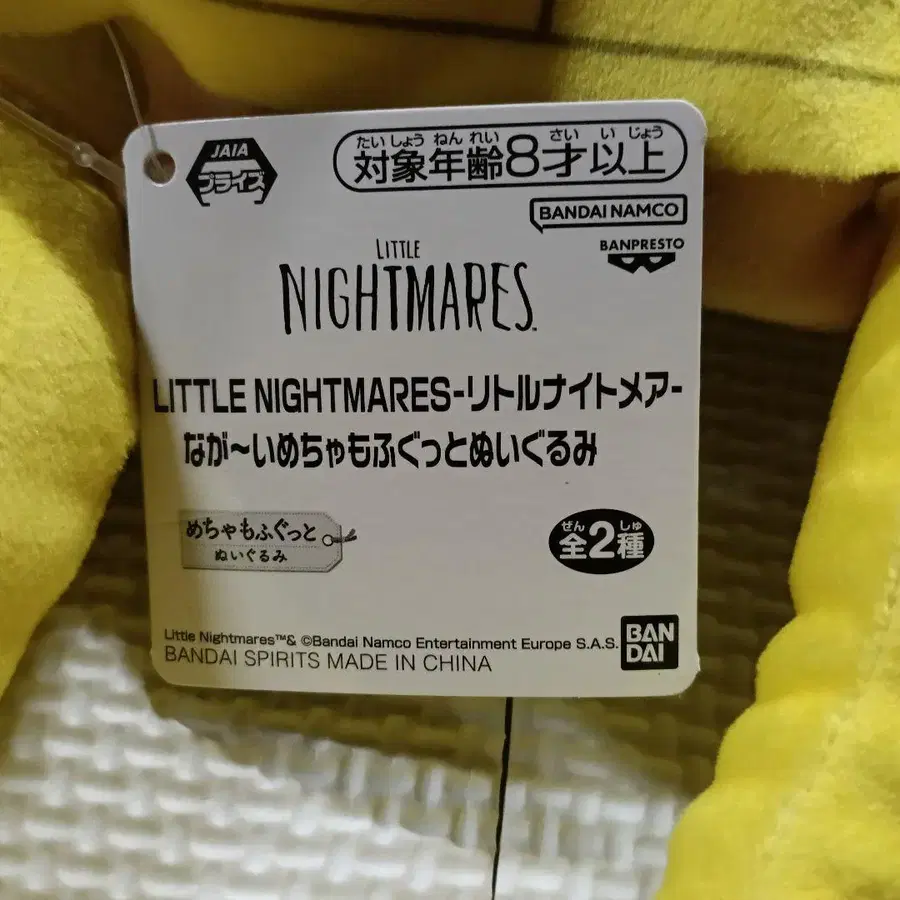 JAIA
プライズ
たいしょうねんれい さいいじょう
対象年齢8才以上
BANDAI NAMCO
BANPRESTO
LITTLE
NIGHTMARES
LITTLE NIGHTMARES-リトルナイトメア-
なが～いめちゃもふぐっとぬいぐるみ
めちゃもふぐっと
ぬいぐるみ
ぜん しゅ
全2種
Little Nightmares™& ©Bandai Namco Entertainment Europe S.A.S.
BANDAI SPIRITS MADE IN CHINA
BAN
DAI